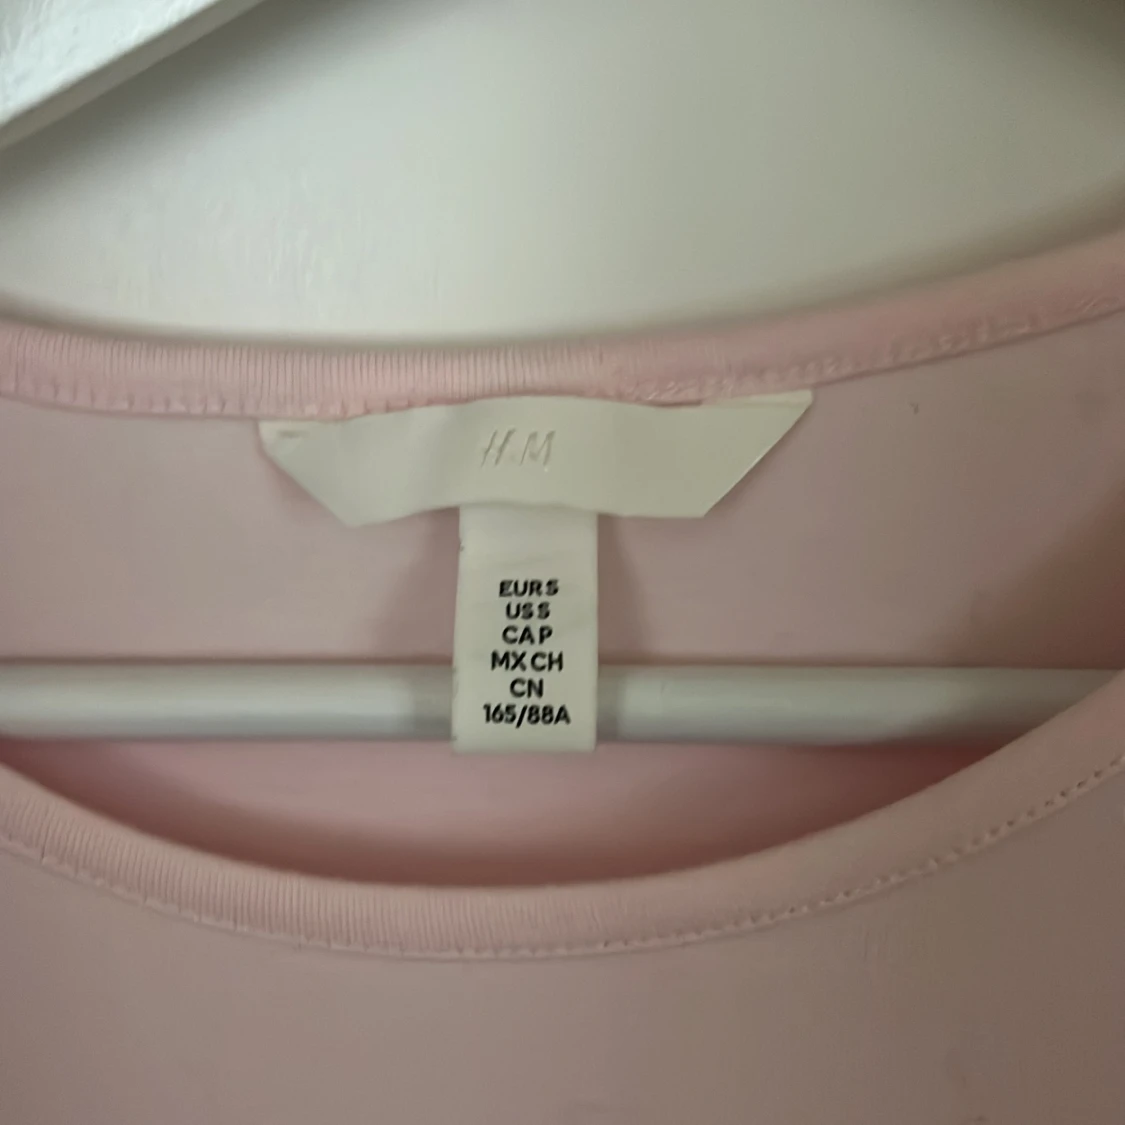 H&M
EUR S
US S
CA P
MX CH
CN
165/88A